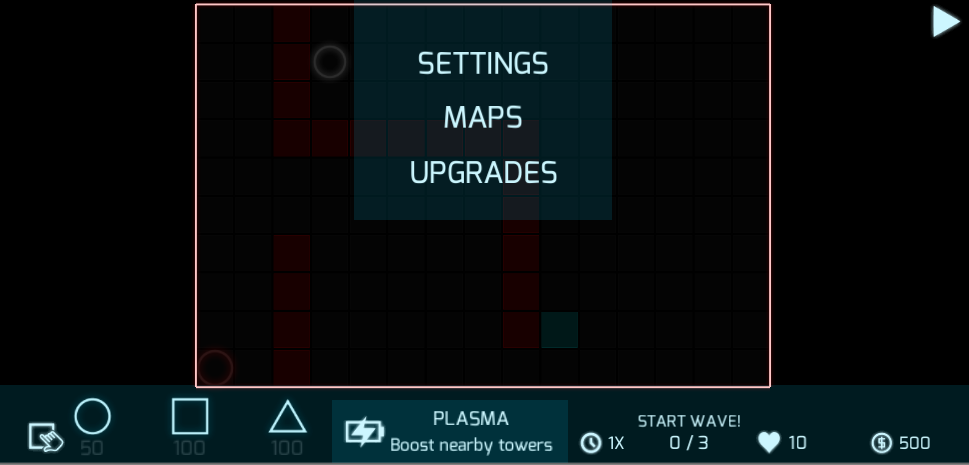 SETTINGS
MAPS
UPGRADES
50
100
100
PLASMA
Boost nearby towers
START WAVE!
1X
0 / 3
10
$ 500